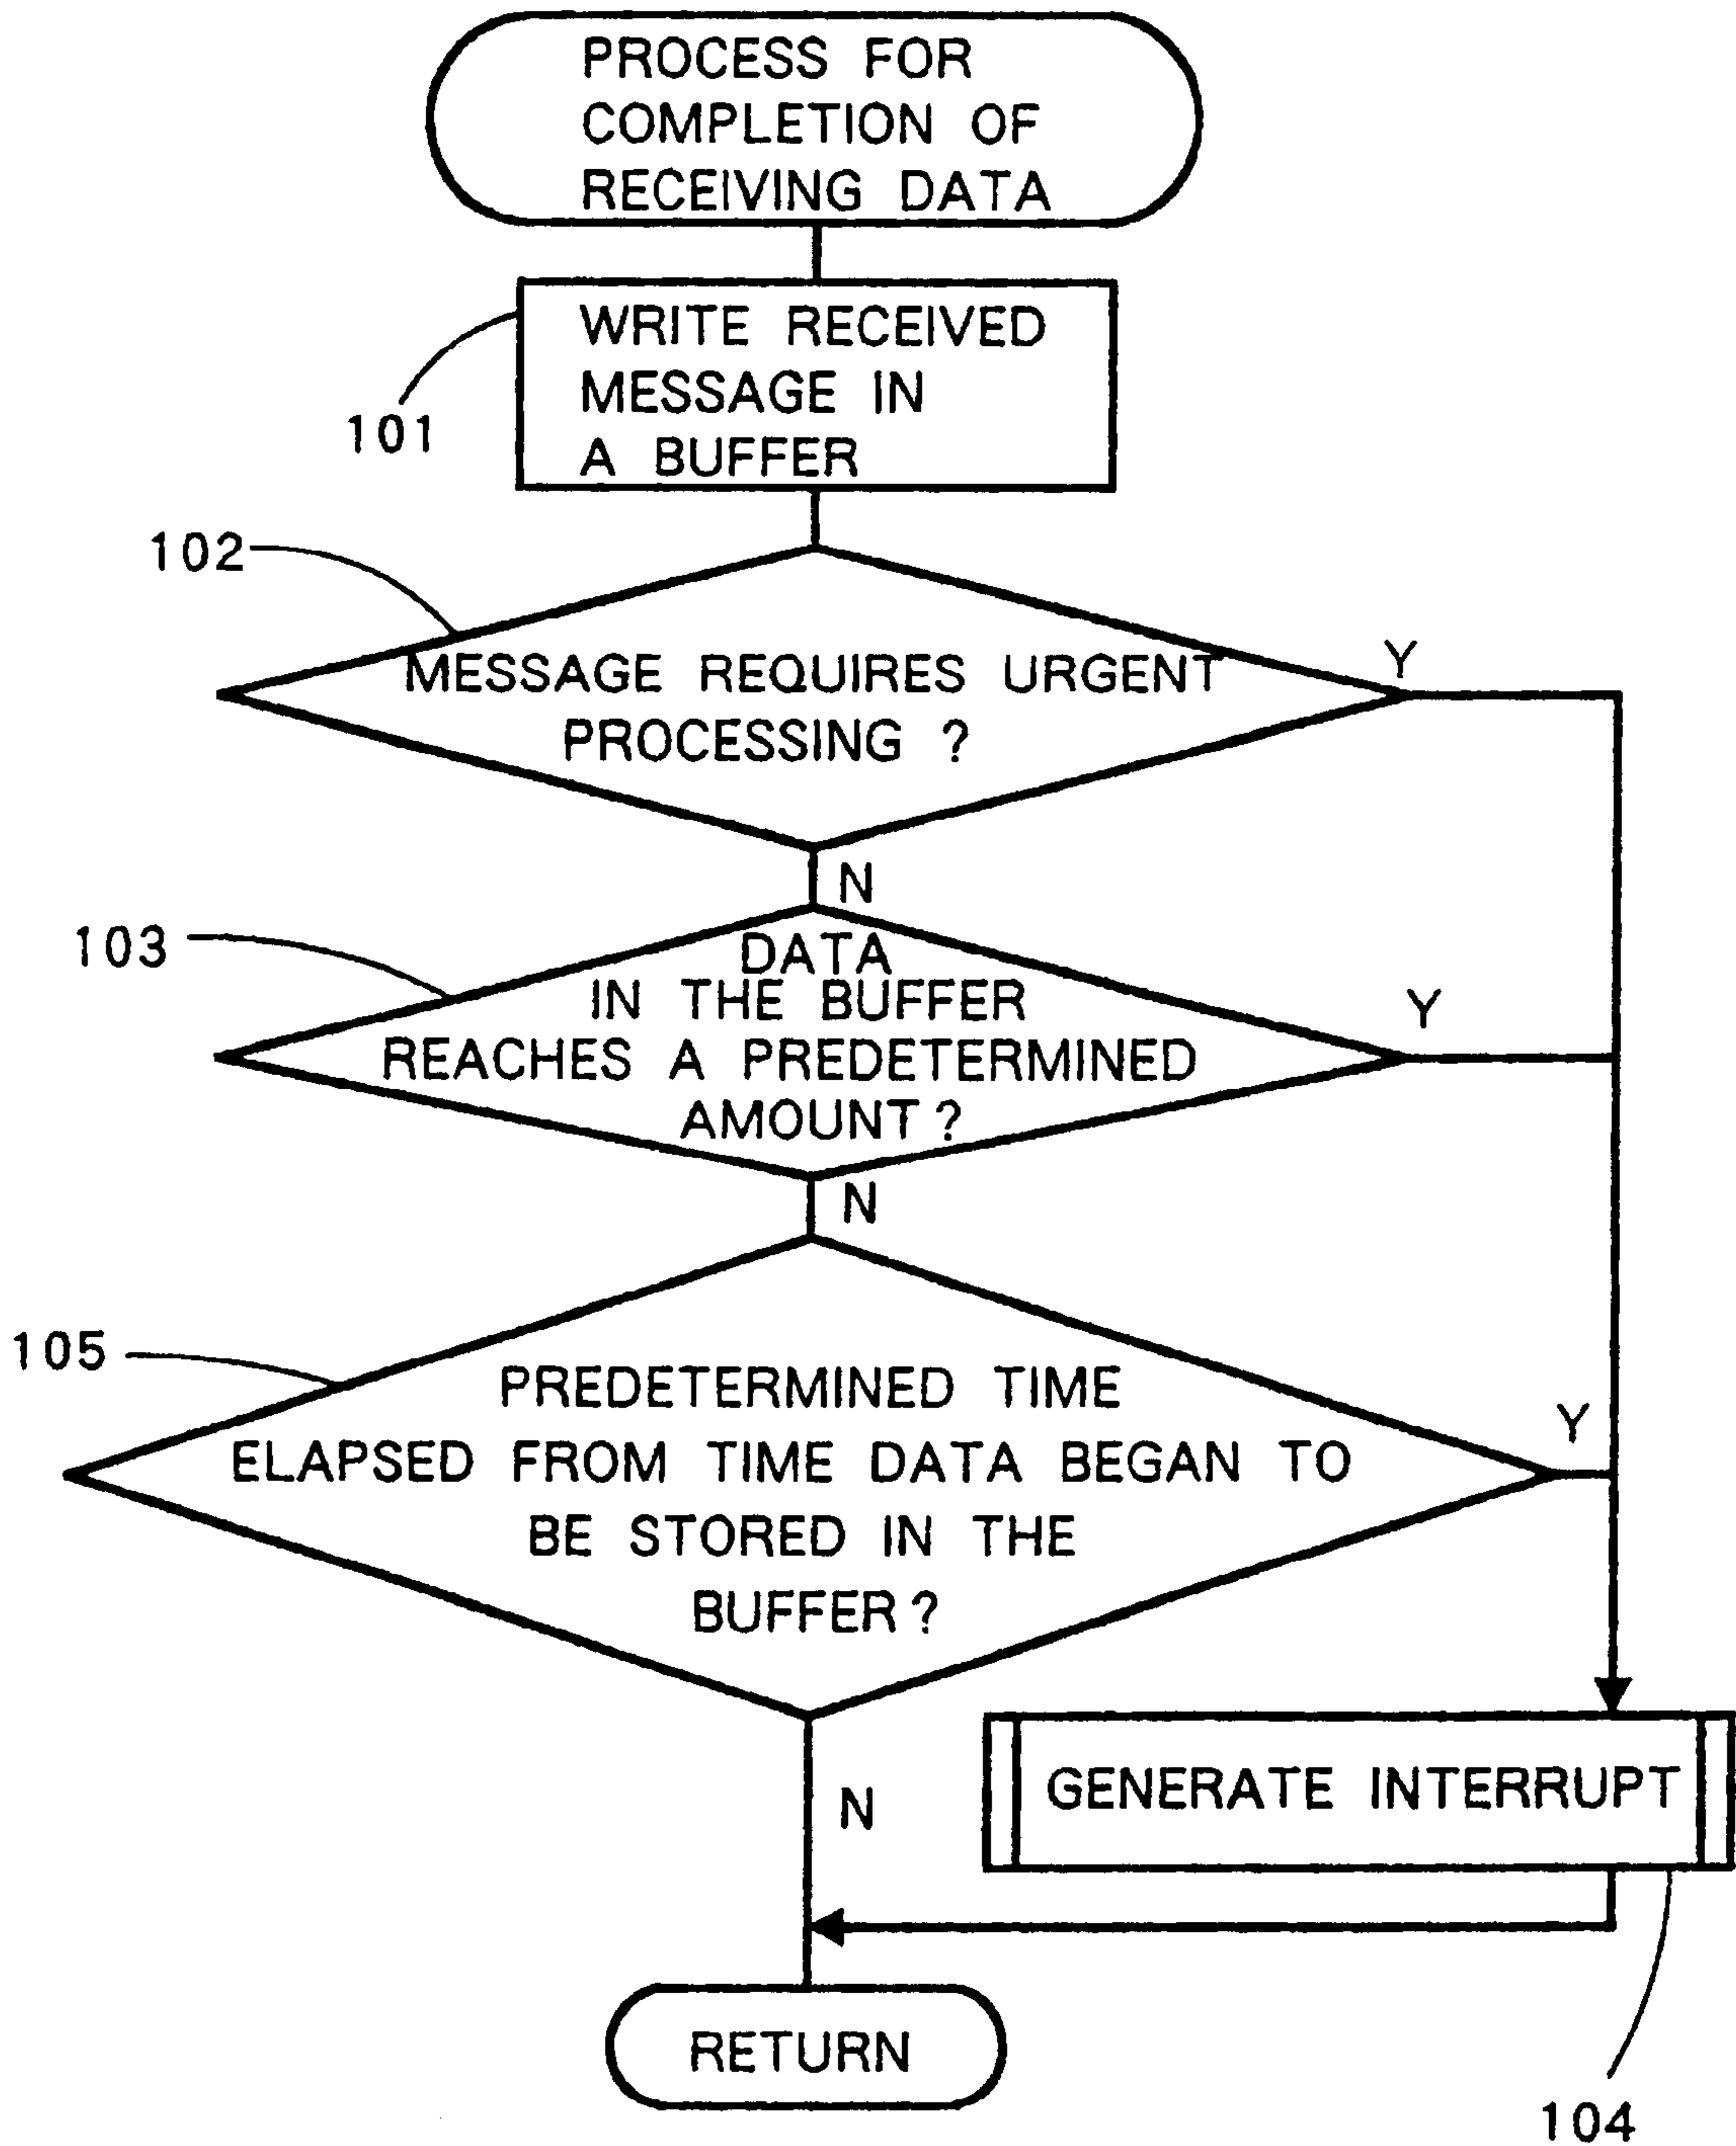 PROCESS FOR
COMPLETION OF
RECEIVING DATA
WRITE RECEIVED
MESSAGE IN
A BUFFER
101
102
MESSAGE REQUIRES URGENT
PROCESSING ?
Y
N
103
DATA
IN THE BUFFER
REACHES A PREDETERMINED
AMOUNT ?
Y
N
105
PREDETERMINED TIME
ELAPSED FROM TIME DATA BEGAN TO
BE STORED IN THE
BUFFER ?
Y
N
GENERATE INTERRUPT
RETURN
104